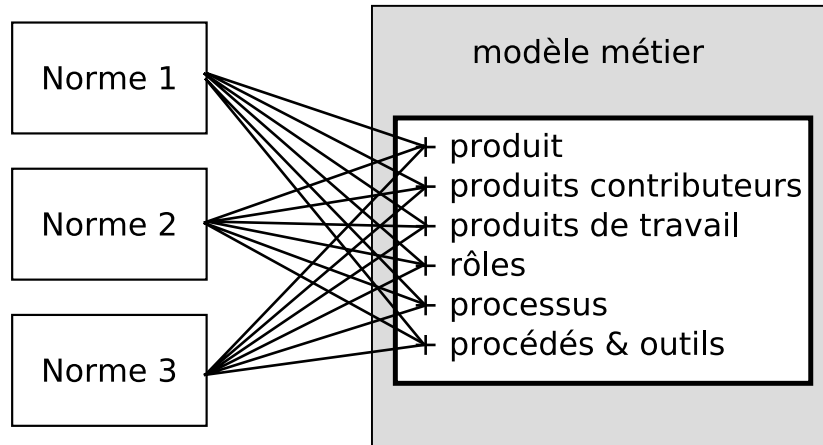 Norme 1
Norme 2
Norme 3
modèle métier
produit
produits contributeurs
produits de travail
rôles
processus
procédés & outils